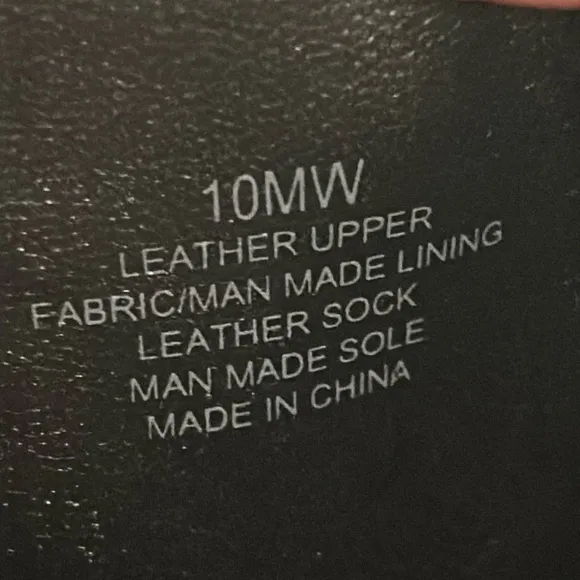 10MW
LEATHER UPPER
FABRIC/MAN MADE LINING
LEATHER SOCK
MAN MADE SOLE
MADE IN CHINA